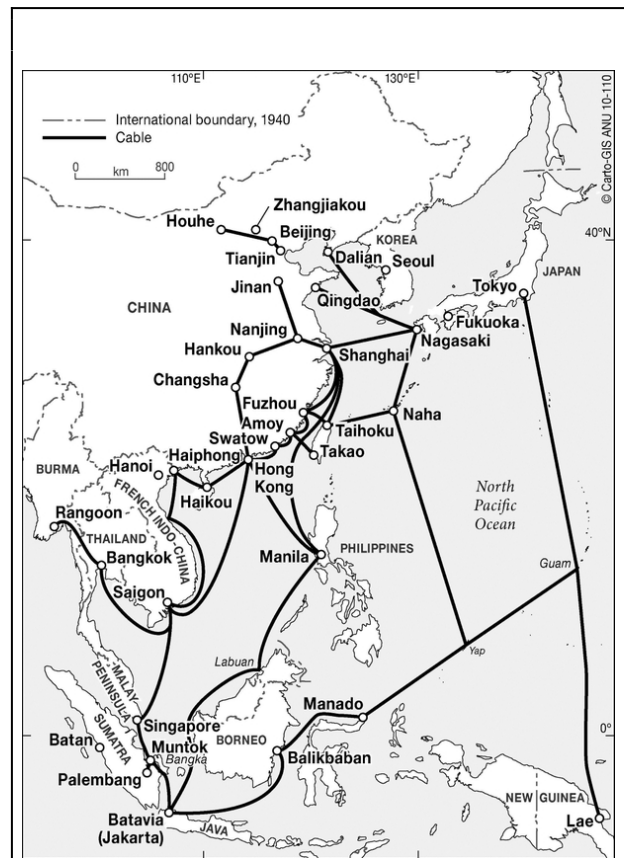 110°E
130°E
© Carto-GIS ANU 10-110
International boundary, 1940
Cable
0
800
km
Zhangjiakou
Houhe
Beijing
40°N
KOREA
Tianjin
Dalian
Seoul
JAPAN
Jinan
Qingdao
Tokyo
CHINA
Nanjing
Fukuoka
Hankou
Shanghai
Nagasaki
Changsha
Fuzhou
Amoy
Taihoku
Naha
Swatow
BURMA
Hanoi
Haiphong
Takao
Hong
Kong
North
Pacific
Ocean
Haikou
Rangoon
FRENCH INDO-CHINA
THAILAND
Manila
PHILIPPINES
Bangkok
Guam
Saigon
Yap
Labuan
MALAY
PENINSULA
Manado
Singapore
0°
SUMATRA
Batan
Muntok
BORNEO
Bangka
Balikbaban
Palembang
NEW GUINEA
Batavia
(Jakarta)
JAVA
Lae